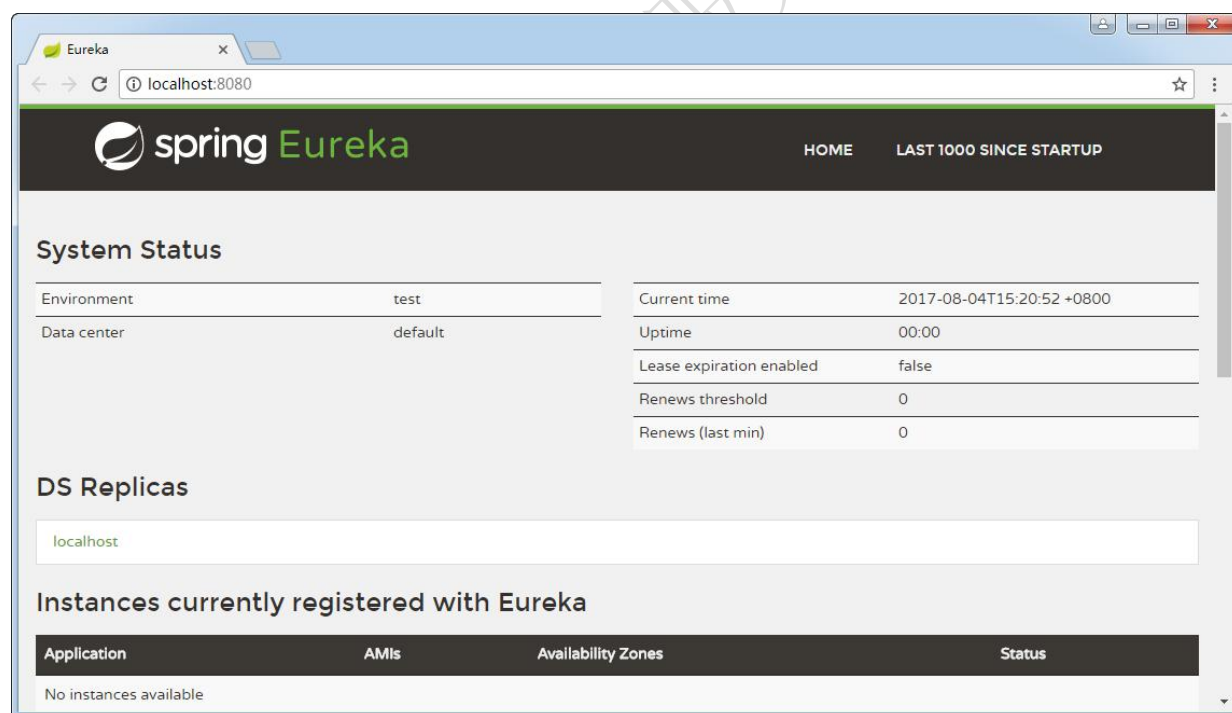 Eureka
localhost:8080
spring Eureka
HOME LAST 1000 SINCE STARTUP
System Status
Environment test
Data center default
Current time 2017-08-04T15:20:52 +0800
Uptime 00:00
Lease expiration enabled false
Renews threshold 0
Renews (last min) 0
DS Replicas
localhost
Instances currently registered with Eureka
Application AMIs Availability Zones Status
No instances available